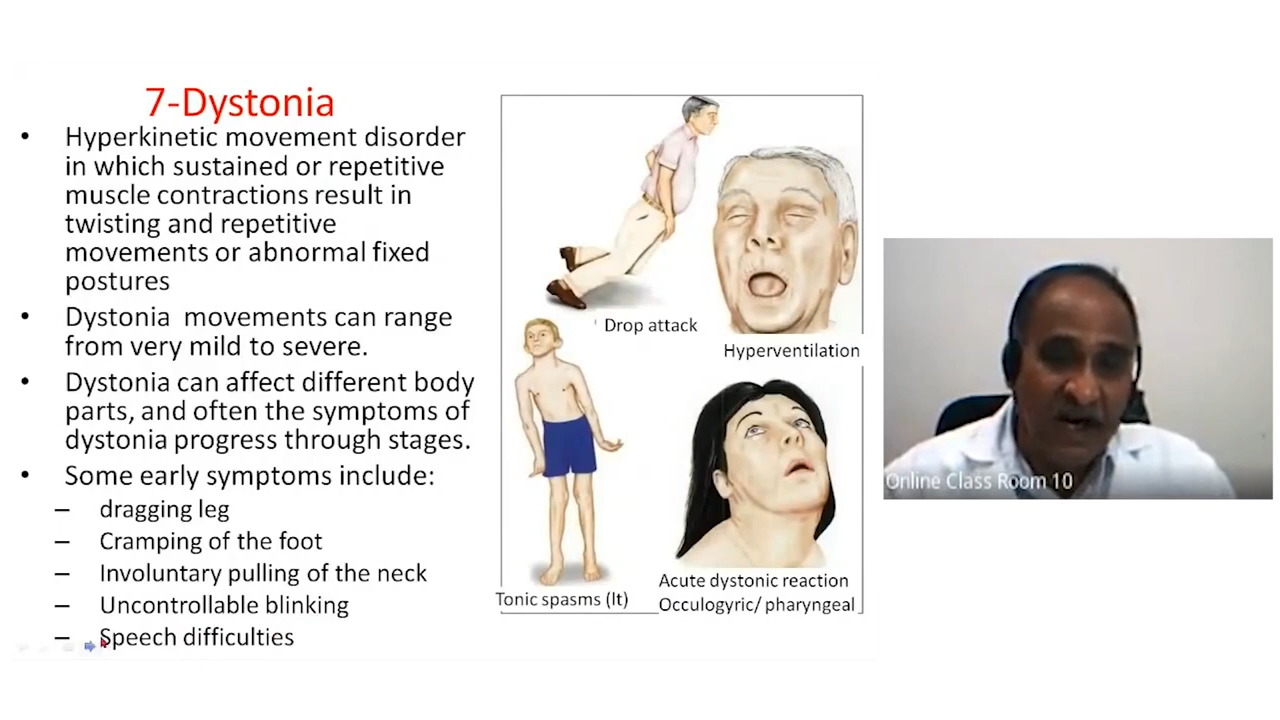 7-Dystonia
• Hyperkinetic movement disorder
in which sustained or repetitive
muscle contractions result in
twisting and repetitive
movements or abnormal fixed
postures
• Dystonia movements can range
from very mild to severe.
• Dystonia can affect different body
parts, and often the symptoms of
dystonia progress through stages.
• Some early symptoms include:
– dragging leg
– Cramping of the foot
– Involuntary pulling of the neck
– Uncontrollable blinking
– Speech difficulties
' Drop attack
Hyperventilation
Tonic spasms (lt)
Acute dystonic reaction
Occulogyric/ pharyngeal
Online Class Room 10